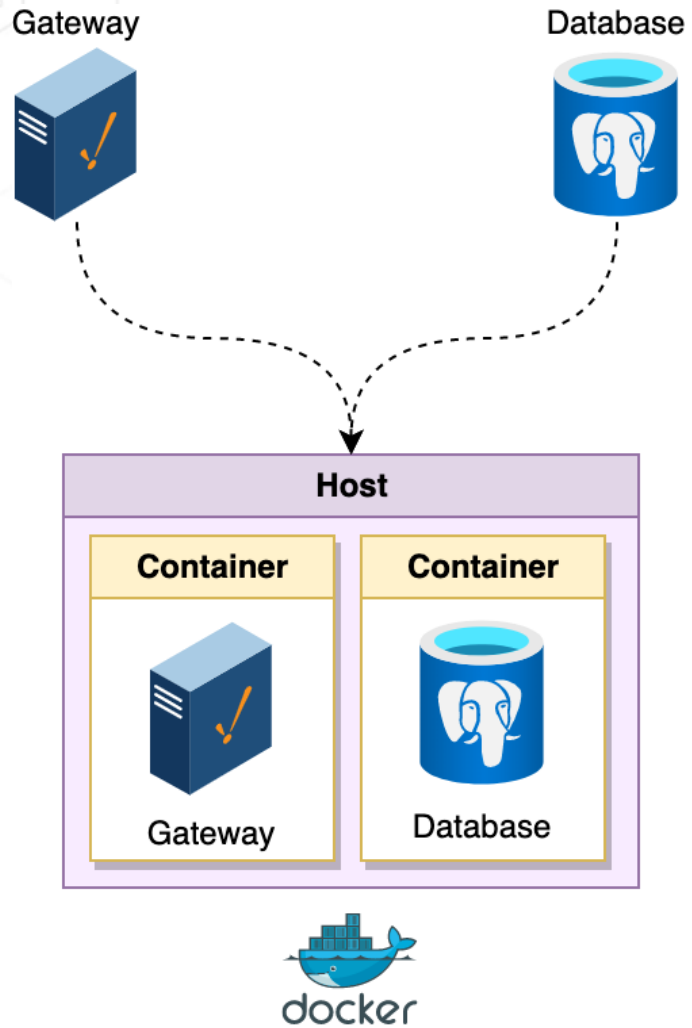 Gateway
Database
Host
Container
Container
Gateway
Database
docker